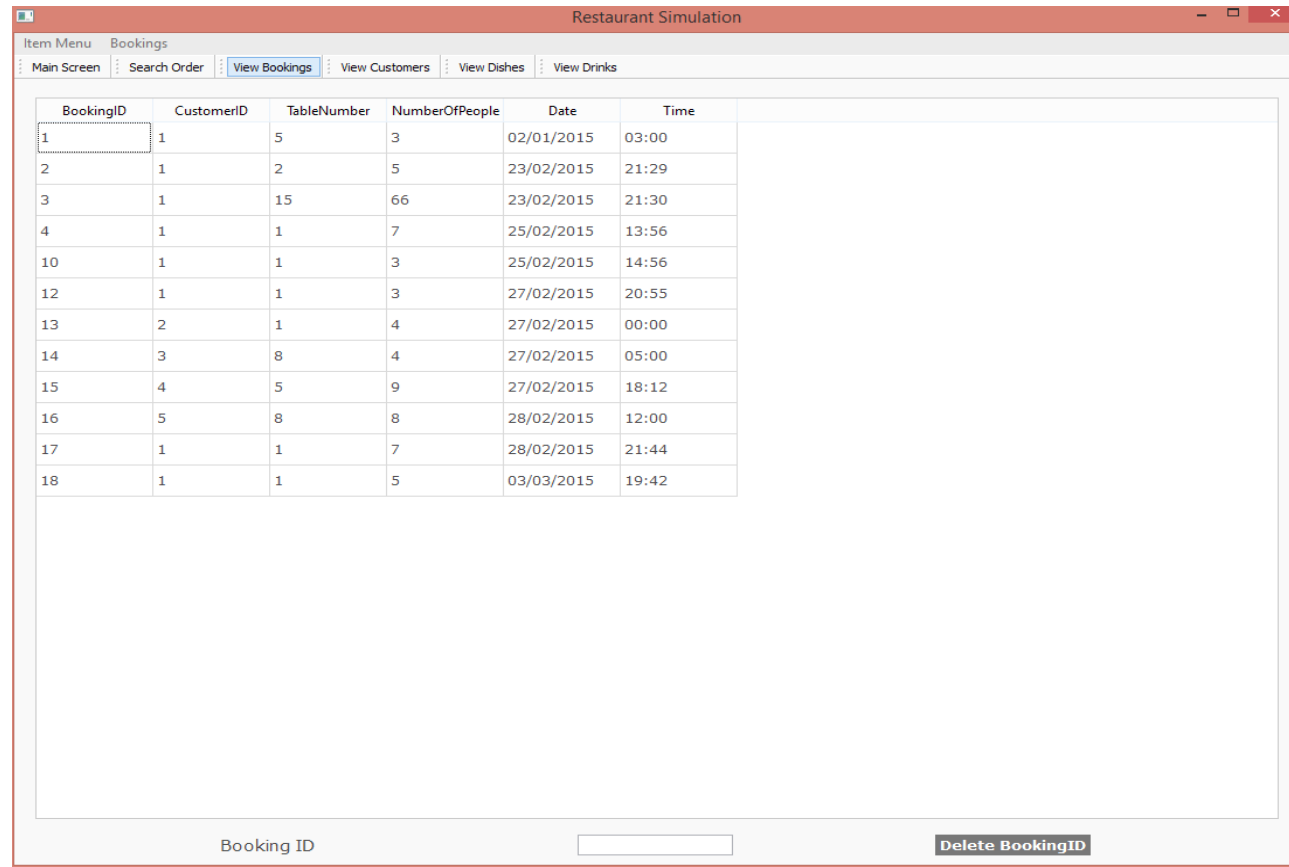 Restaurant Simulation
Item Menu Bookings
Main Screen Search Order View Bookings View Customers View Dishes View Drinks
BookingID CustomerID TableNumber NumberOfPeople Date Time
1 1 5 3 02/01/2015 03:00
2 1 2 5 23/02/2015 21:29
3 1 15 66 23/02/2015 21:30
4 1 1 7 25/02/2015 13:56
10 1 1 3 25/02/2015 14:56
12 1 1 3 27/02/2015 20:55
13 2 1 4 27/02/2015 00:00
14 3 8 4 27/02/2015 05:00
15 4 5 9 27/02/2015 18:12
16 5 8 8 28/02/2015 12:00
17 1 1 7 28/02/2015 21:44
18 1 1 5 03/03/2015 19:42
Booking ID Delete BookingID